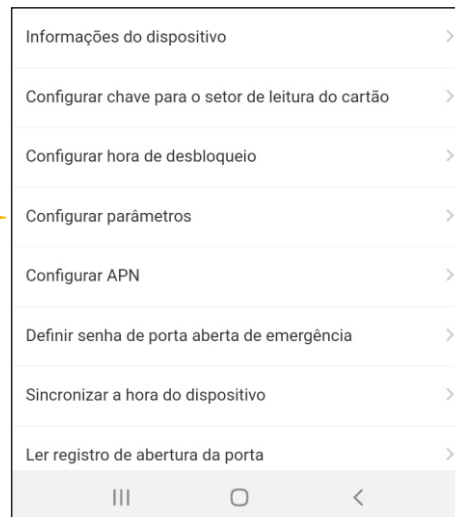 Informações do dispositivo
Configurar chave para o setor de leitura do cartão
Configurar hora de desbloqueio
Configurar parâmetros
Configurar APN
Definir senha de porta aberta de emergência
Sincronizar a hora do dispositivo
Ler registro de abertura da porta